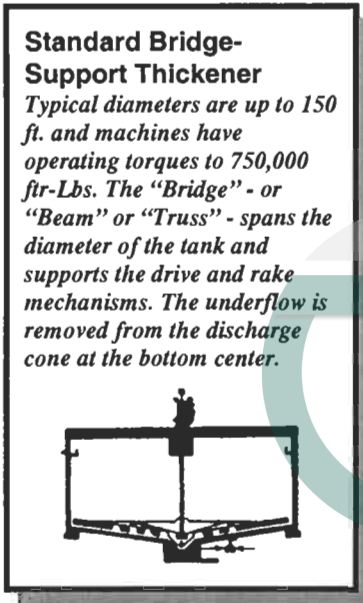 Standard Bridge-
Support Thickener
Typical diameters are up to 150
ft. and machines have
operating torques to 750,000
ftr-Lbs. The “Bridge” - or
“Beam” or “Truss” - spans the
diameter of the tank and
supports the drive and rake
mechanisms. The underflow is
removed from the discharge
cone at the bottom center.